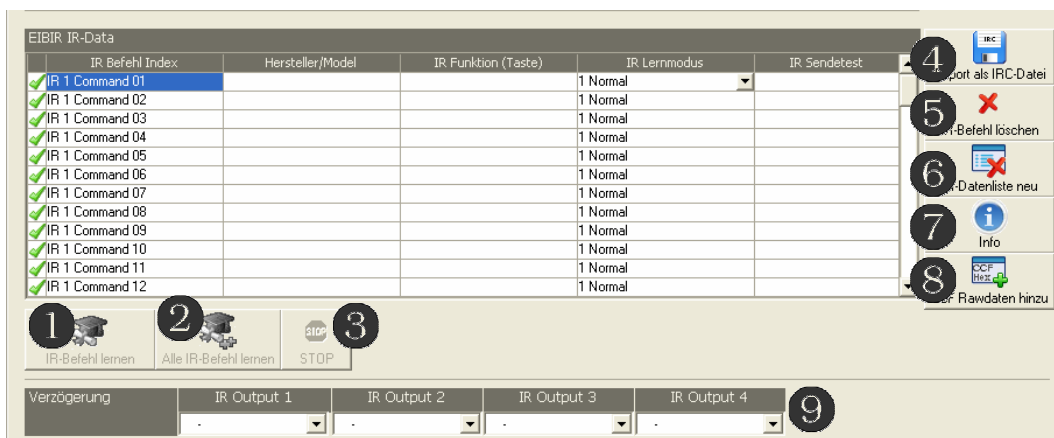 EIBIR IR-Data
IR Befehl Index Hersteller/Model IR Funktion (Taste) IR Lernmodus IR Sendetest
IR 1 Command 01 1 Normal
IR 1 Command 02 1 Normal
IR 1 Command 03 1 Normal
IR 1 Command 04 1 Normal
IR 1 Command 05 1 Normal
IR 1 Command 06 1 Normal
IR 1 Command 07 1 Normal
IR 1 Command 08 1 Normal
IR 1 Command 09 1 Normal
IR 1 Command 10 1 Normal
IR 1 Command 11 1 Normal
IR 1 Command 12 1 Normal
4
IRC
als IRC-Datei
5
löschen
6
neu
7
Info
8
CCF
Hex
Rawdaten hinzu
1
IR-Befehl lernen
2
Alle IR-Befehl lernen
3
STOP
STOP
Verzögerung IR Output 1 IR Output 2 IR Output 3 IR Output 4
- - - -
9